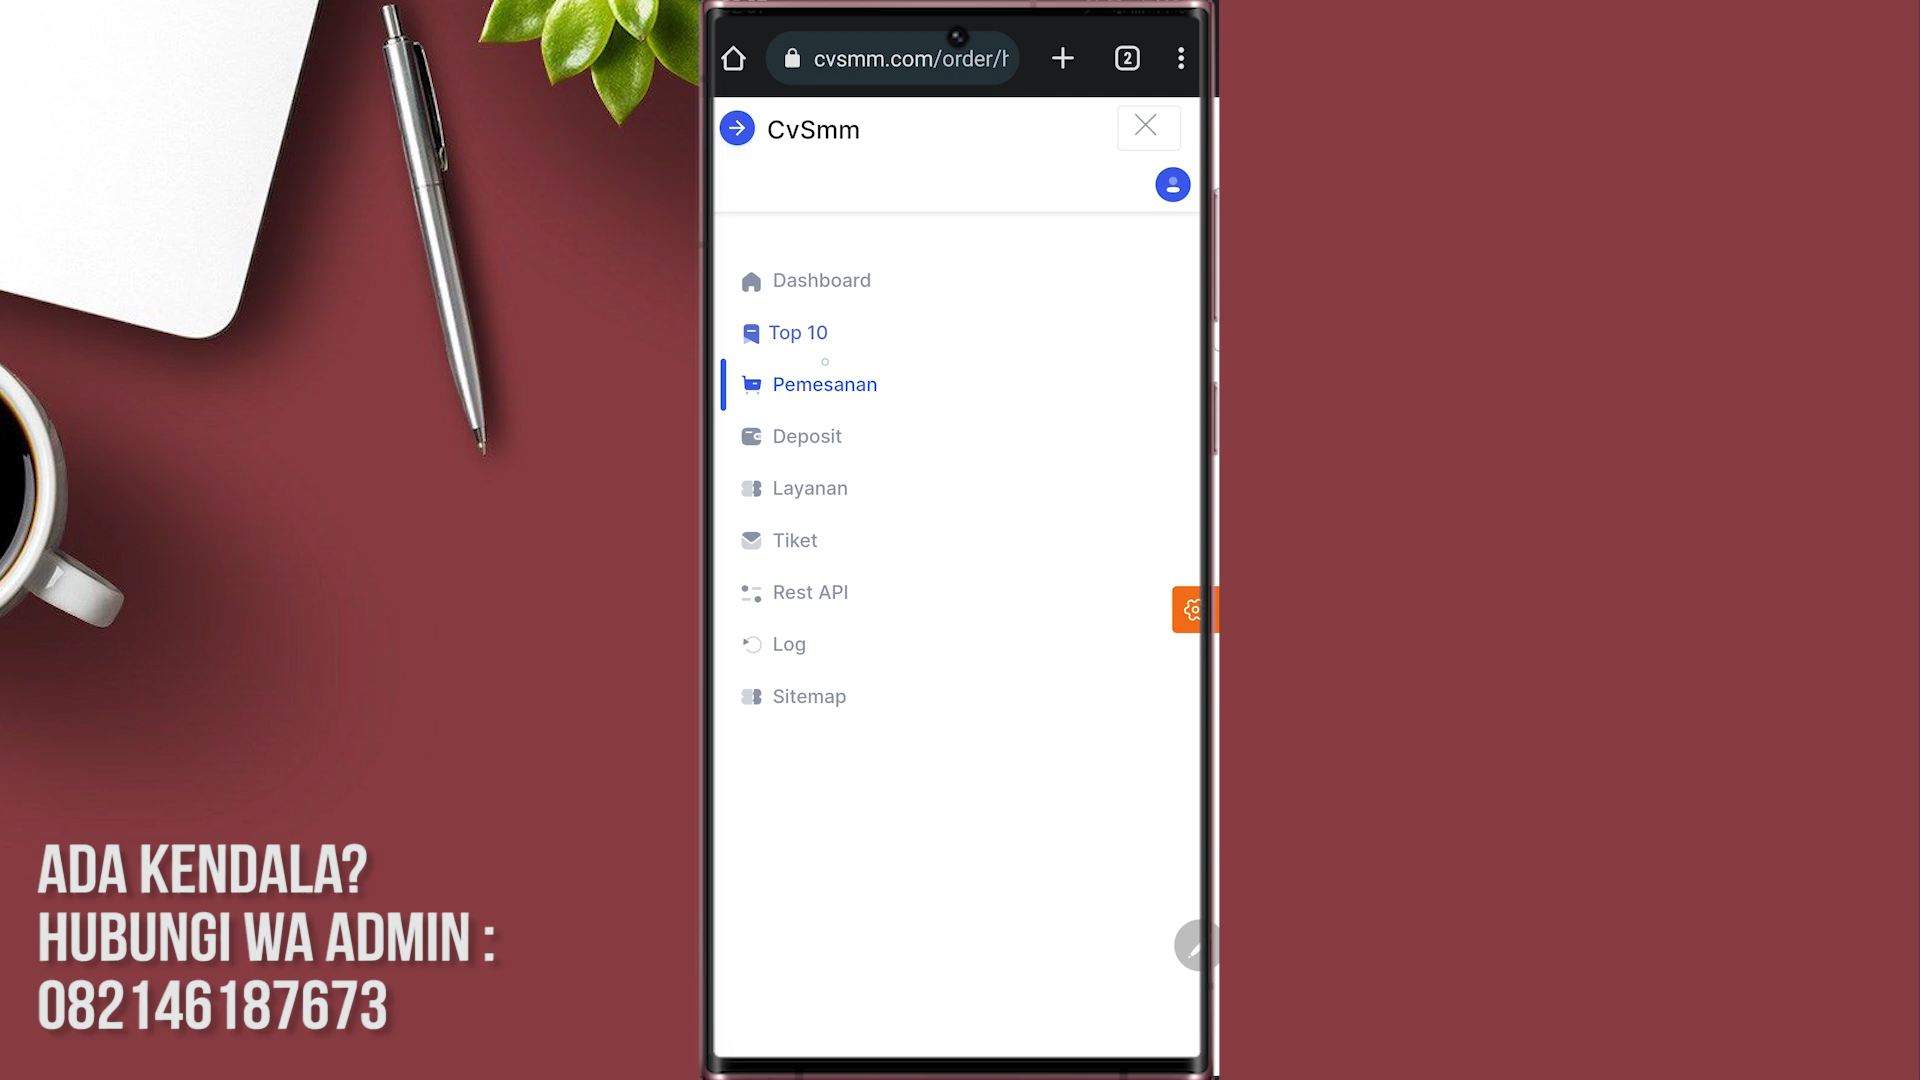 cvsmm.com/order/h
2
CvSmm
Dashboard
Top 10
Pemesanan
Deposit
Layanan
Tiket
Rest API
Log
Sitemap
ADA KENDALA?
HUBUNGI WA ADMIN :
082146187673